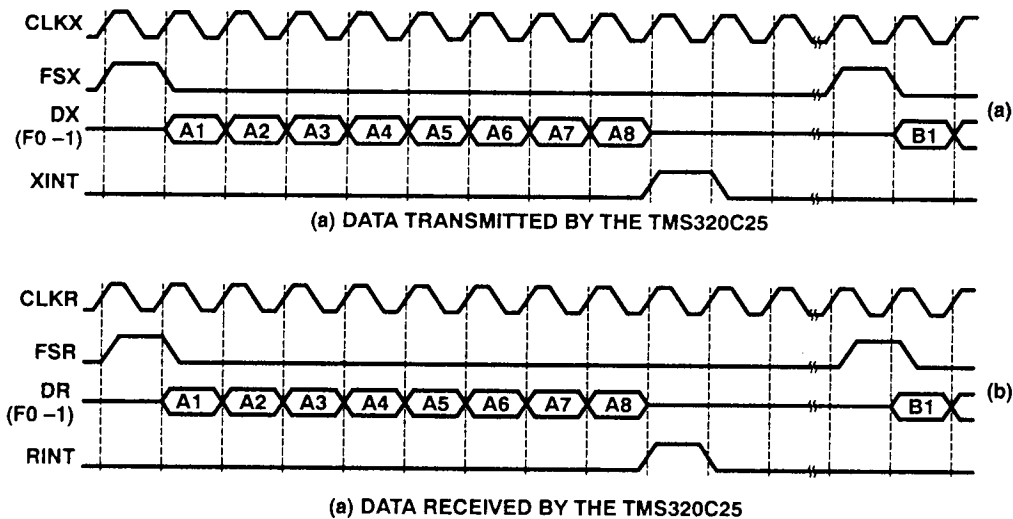 CLKX
FSX
(a)
DX
(F0 –1)
A1 A2 A3 A4 A5 A6 A7 A8 B1
XINT
(a) DATA TRANSMITTED BY THE TMS320C25
CLKR
FSR
DR
(F0 –1)
A1 A2 A3 A4 A5 A6 A7 A8 B1
(b)
RINT
(a) DATA RECEIVED BY THE TMS320C25